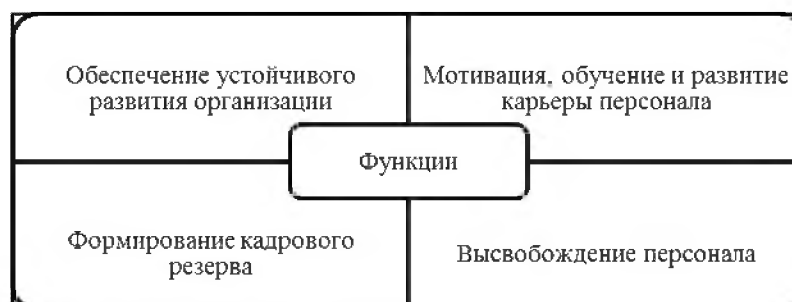 Обеспечение устойчивого
развития организации
Мотивация, обучение и развитие
карьеры персонала
Функции
Формирование кадрового
резерва
Высвобождение персонала